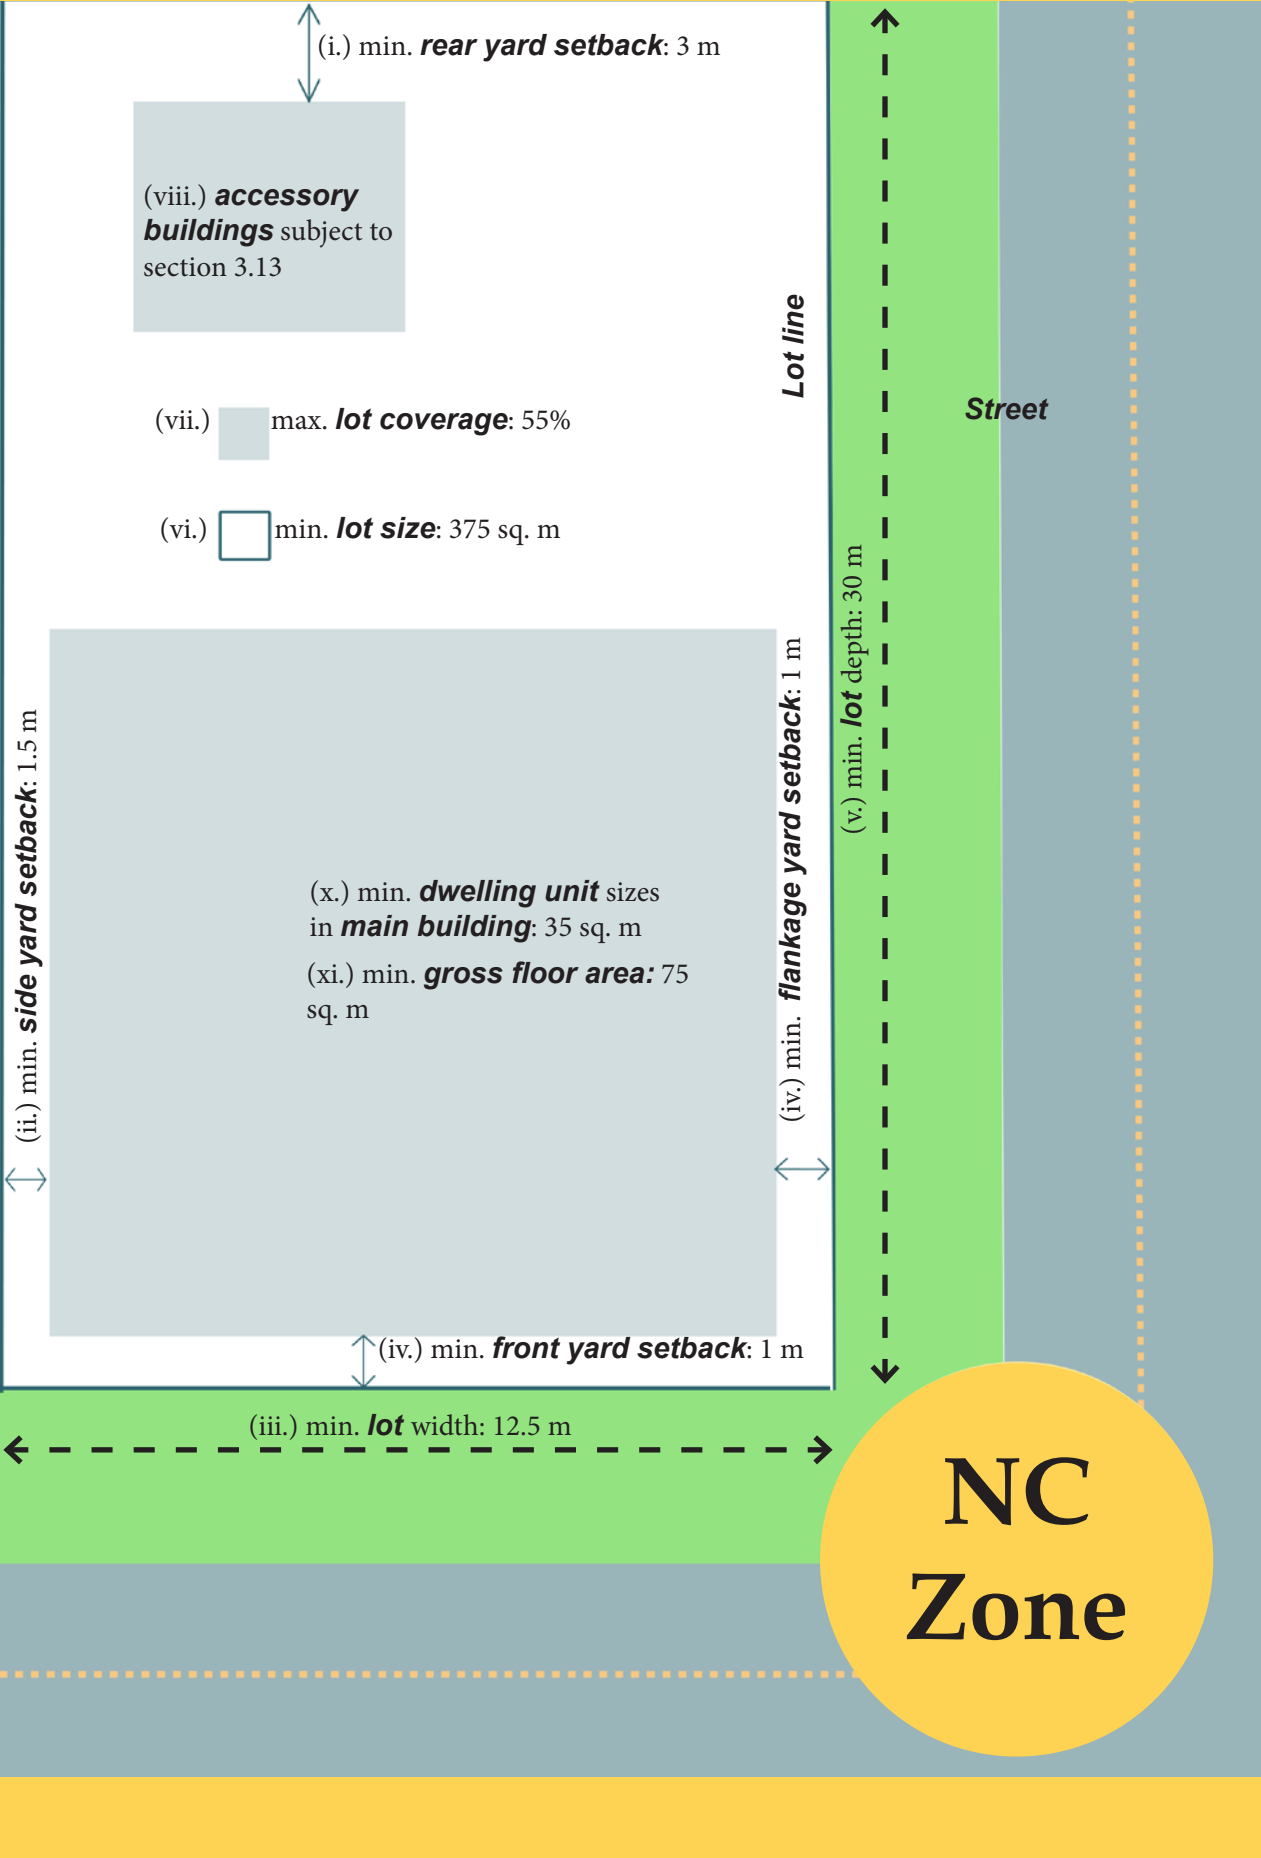 (i.) min. rear yard setback: 3 m
(viii.) accessory
buildings subject to
section 3.13
Lot line
Street
(vii.) max. lot coverage: 55%
(vi.) min. lot size: 375 sq. m
(v.) min. lot depth: 30 m
(ii.) min. side yard setback: 1.5 m
(x.) min. dwelling unit sizes
in main building: 35 sq. m
(xi.) min. gross floor area: 75
sq. m
(iv.) min. flankage yard setback: 1 m
(iv.) min. front yard setback: 1 m
(iii.) min. lot width: 12.5 m
NC
Zone